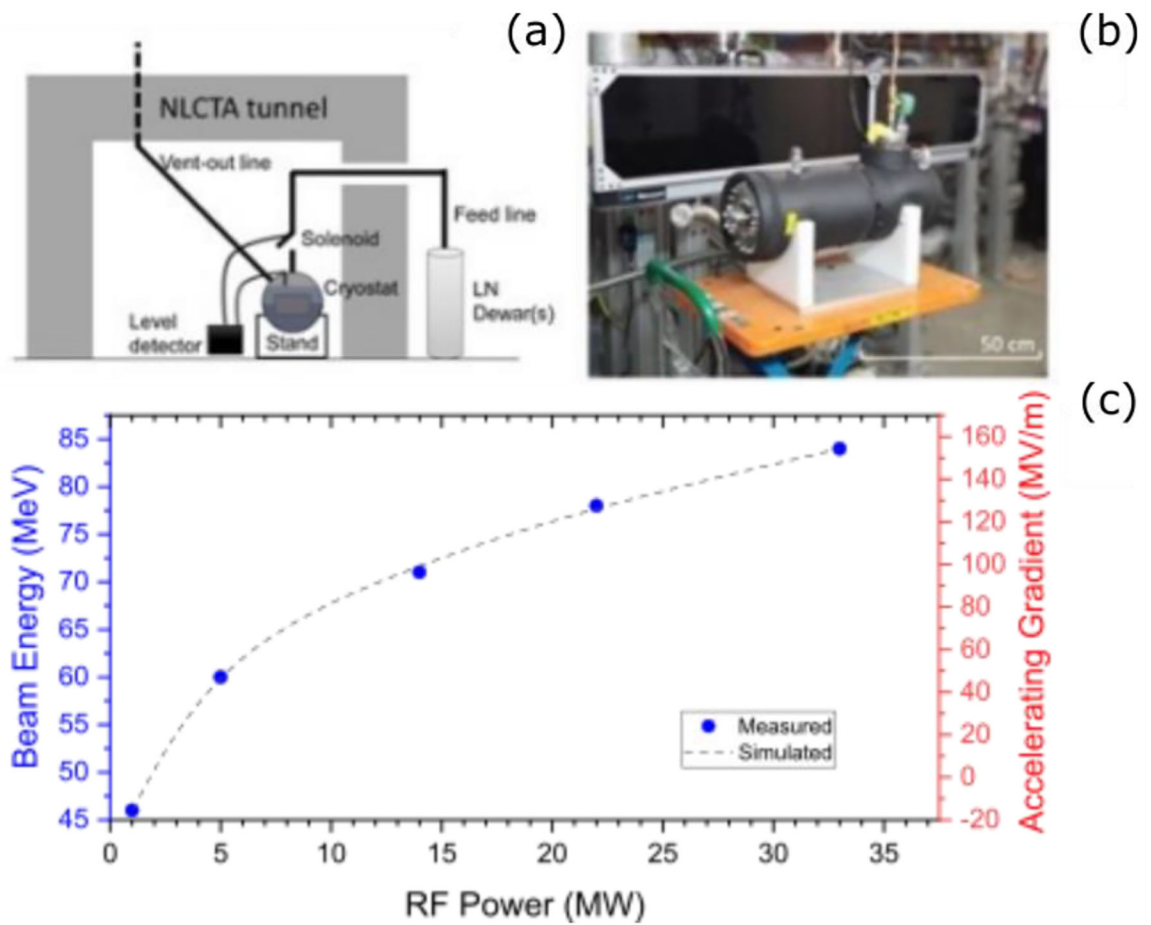 (a)
(b)
NLCTA tunnel
Vent-out line
Feed line
Solenoid
Cryostat
LN
Dewar(s)
Level
detector
Stand
50 cm
(c)
Beam Energy (MeV)
85
80
75
70
65
60
55
50
45
Accelerating Gradient (MV/m)
160
140
120
100
80
60
40
20
0
-20
Measured
Simulated
0 5 10 15 20 25 30 35
RF Power (MW)